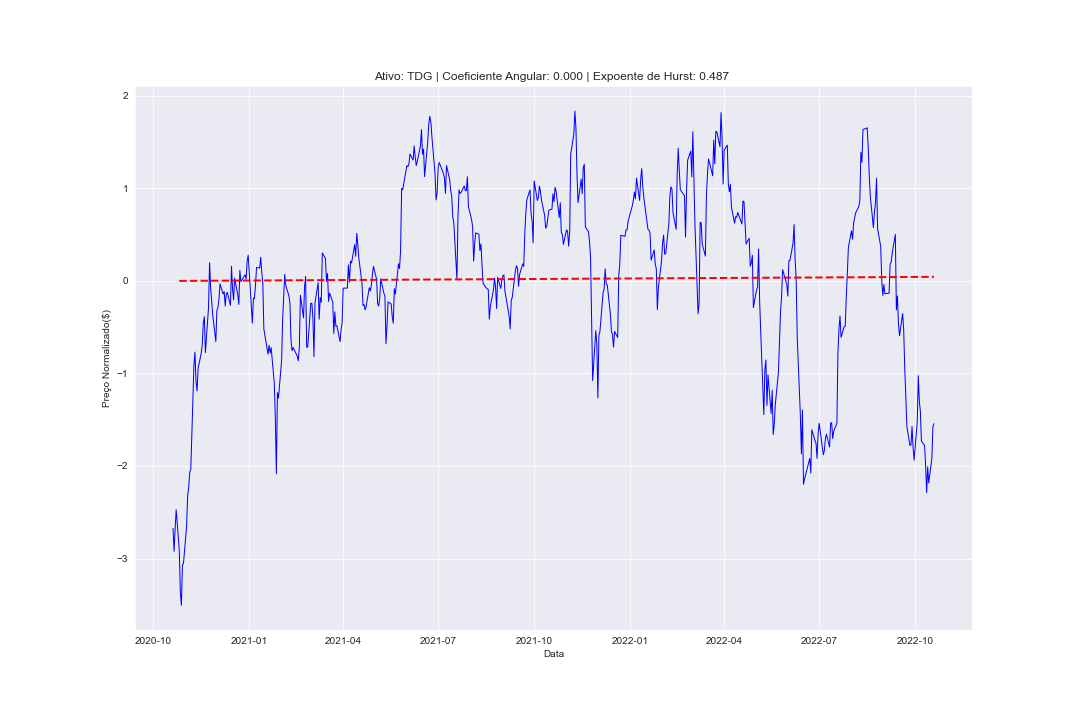 Ativo: TDG | Coeficiente Angular: 0.000 | Expoente de Hurst: 0.487
2
1
0
−1
−2
−3
Preço Normalizado($)
2020-10 2021-01 2021-04 2021-07 2021-10 2022-01 2022-04 2022-07 2022-10
Data